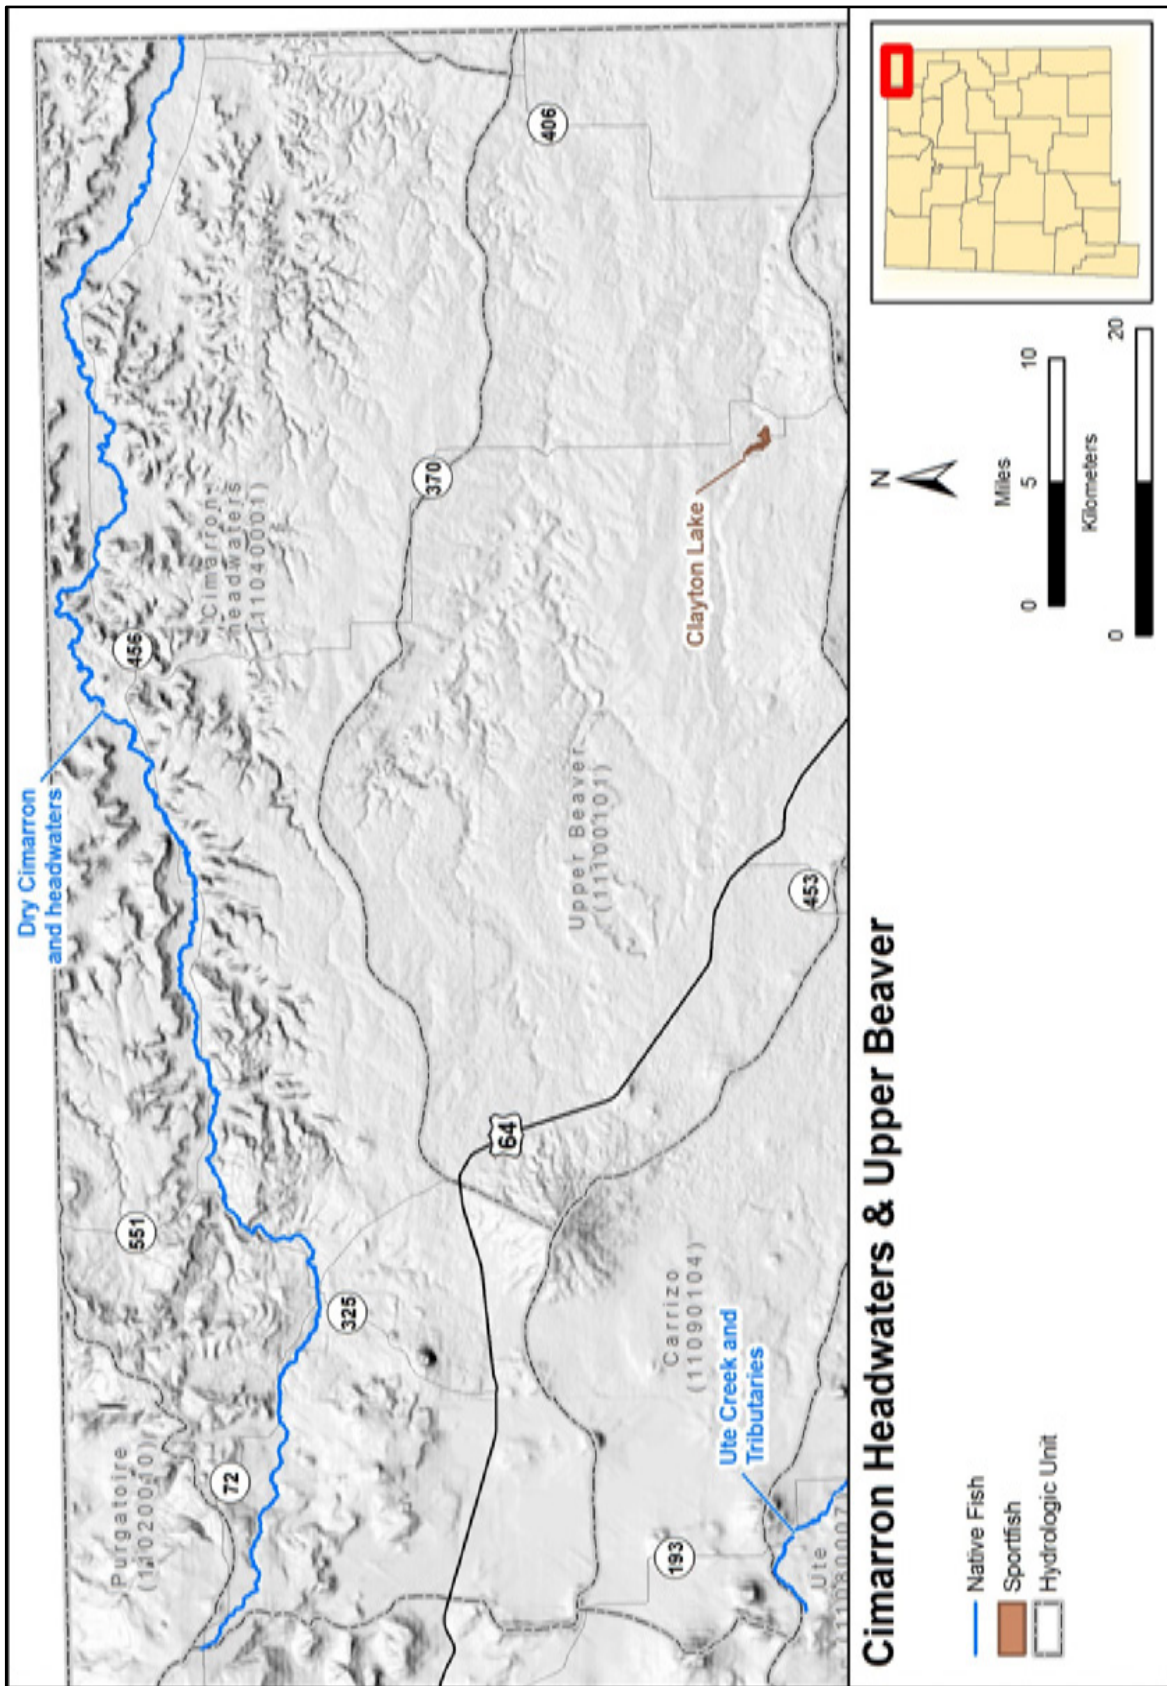 Dry Cimarron
and headwaters
Purgatoire
(11020010)
551
72
456
Cimarron
headwaters
(11040001)
325
370
406
64
Upper Beaver
(11100101)
Clayton Lake
453
Carrizo
(11090104)
193
Ute Creek and
Tributaries
Ute
Cimarron Headwaters & Upper Beaver
Native Fish
Sportfish
Hydrologic Unit
N
Miles
0 5 10
Kilometers
0 20